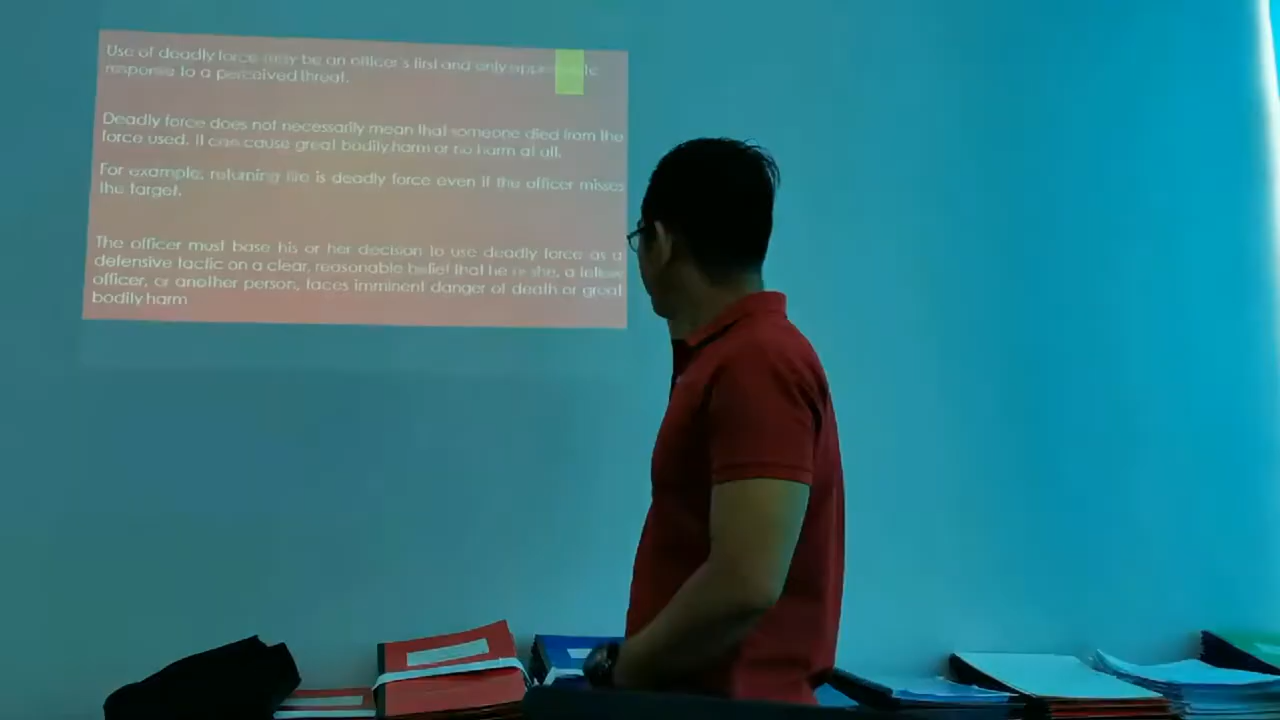 Use of deadly force may be an officer's first and only
response to a perceived threat.
Deadly force does not necessarily mean that someone died from the
force used. It can cause great bodily harm or no harm at all.
For example, returning fire is deadly force even if the officer misses
the target.
The officer must base his or her decision to use deadly force as a
defensive tactic on a clear, reasonable belief that he or she, a fellow
officer, or another person, faces imminent danger of death or great
bodily harm